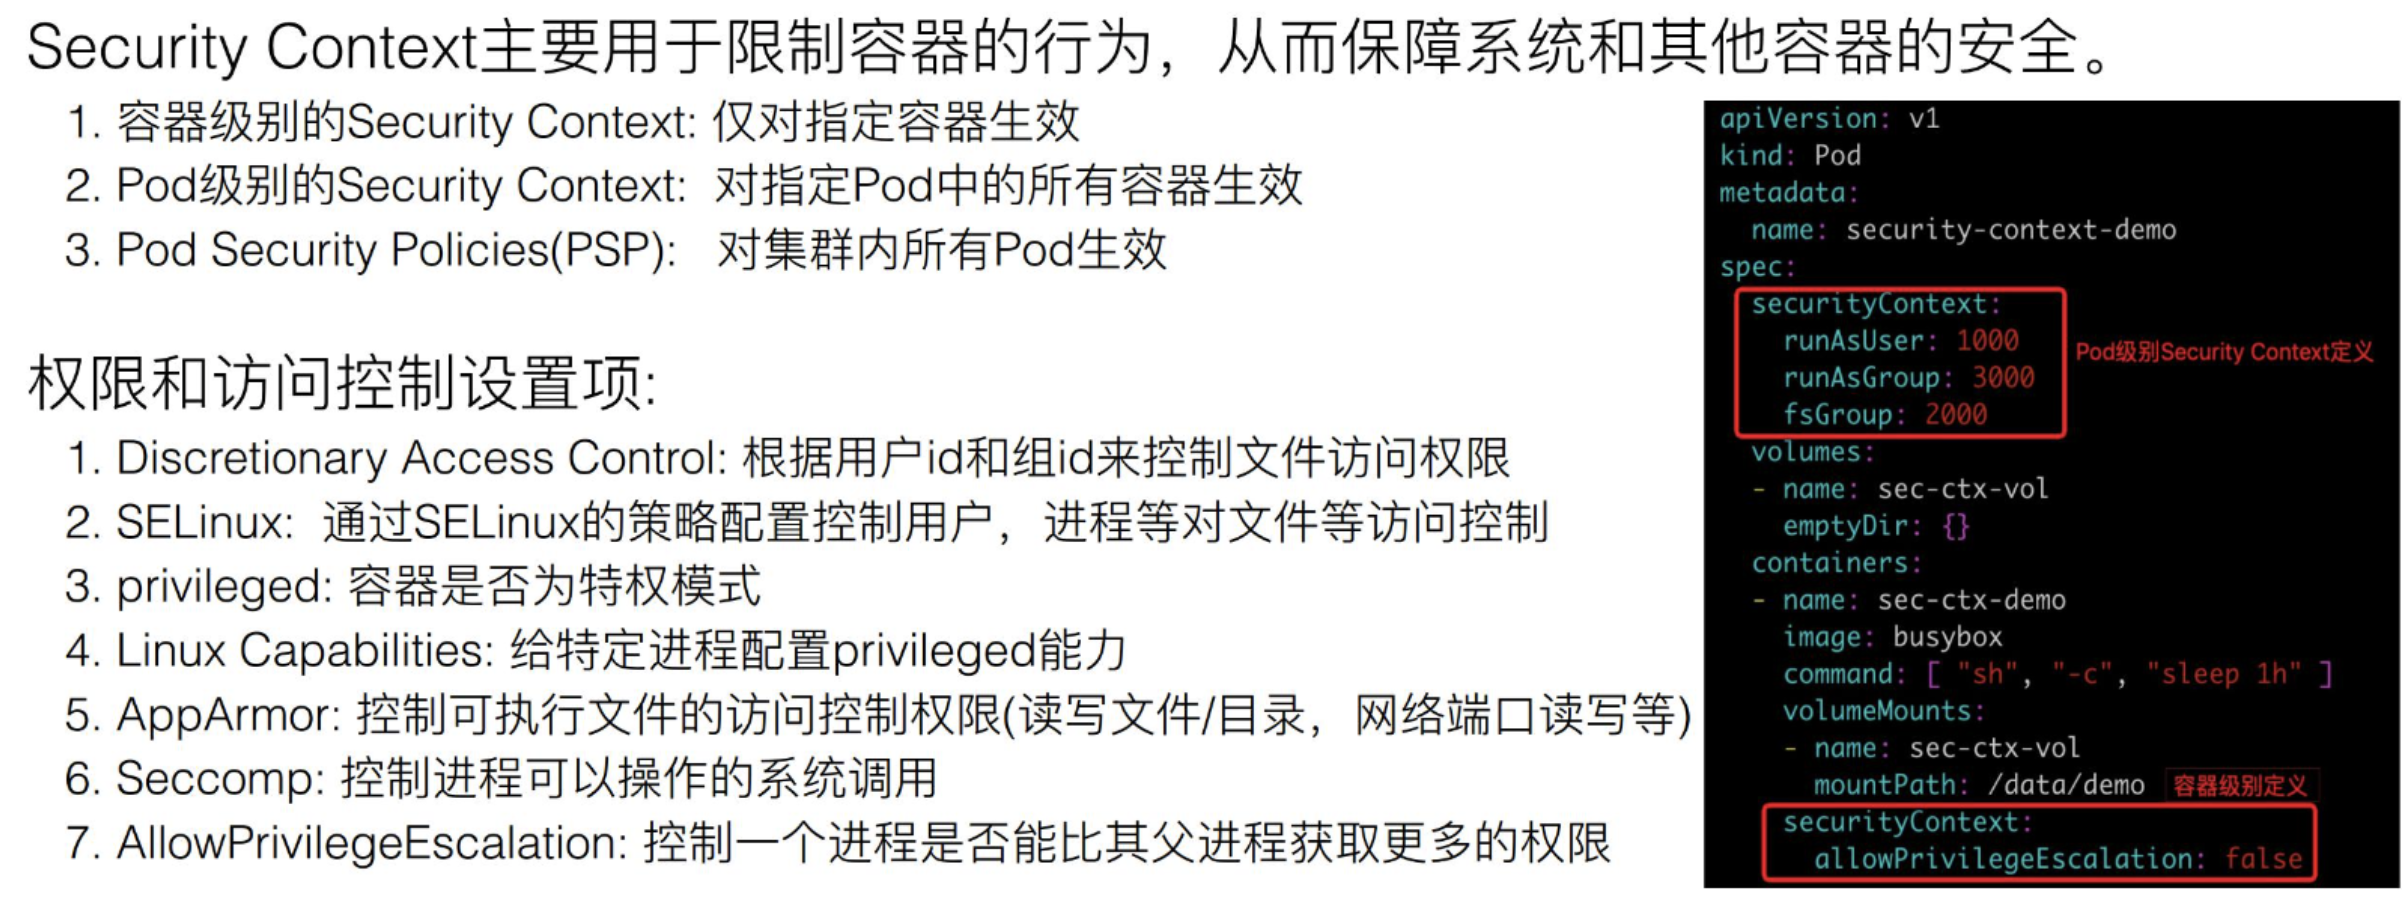 Security Context主要用于限制容器的行为，从而保障系统和其他容器的安全。
1. 容器级别的Security Context: 仅对指定容器生效
2. Pod级别的Security Context: 对指定Pod中的所有容器生效
3. Pod Security Policies(PSP): 对集群内所有Pod生效
权限和访问控制设置项:
1. Discretionary Access Control: 根据用户id和组id来控制文件访问权限
2. SELinux: 通过SELinux的策略配置控制用户，进程等对文件等访问控制
3. privileged: 容器是否为特权模式
4. Linux Capabilities: 给特定进程配置privileged能力
5. AppArmor: 控制可执行文件的访问控制权限(读写文件/目录，网络端口读写等)
6. Seccomp: 控制进程可以操作的系统调用
7. AllowPrivilegeEscalation: 控制一个进程是否能比其父进程获取更多的权限
apiVersion: v1
kind: Pod
metadata:
  name: security-context-demo
spec:
  securityContext:
    runAsUser: 1000
Pod级别Security Context定义
    runAsGroup: 3000
    fsGroup: 2000
  volumes:
  - name: sec-ctx-vol
    emptyDir: {}
  containers:
  - name: sec-ctx-demo
    image: busybox
    command: [ "sh", "-c", "sleep 1h" ]
    volumeMounts:
    - name: sec-ctx-vol
      mountPath: /data/demo
容器级别定义
    securityContext:
      allowPrivilegeEscalation: false